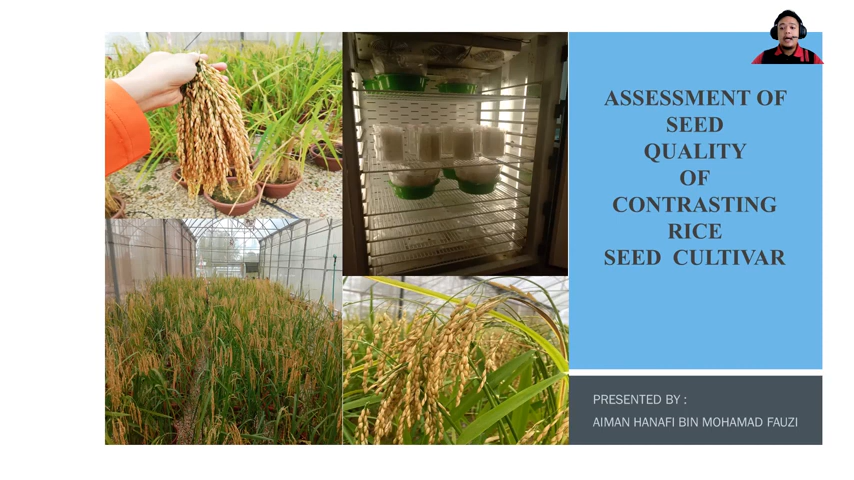 ASSESSMENT OF
SEED
QUALITY
OF
CONTRASTING
RICE
SEED CULTIVAR
PRESENTED BY :
AIMAN HANAFI BIN MOHAMAD FAUZI